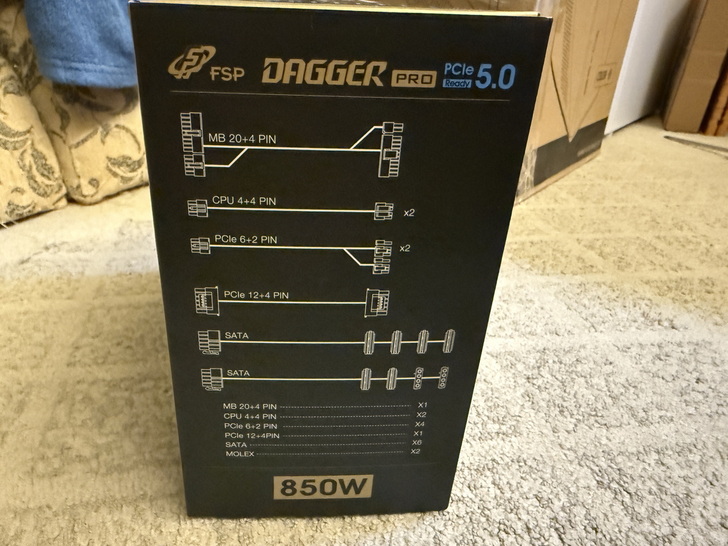 FSP DAGGER PRO PCIe Ready 5.0
MB 20+4 PIN
CPU 4+4 PIN x2
PCIe 6+2 PIN x2
PCIe 12+4 PIN
SATA
SATA
MB 20+4 PIN X1
CPU 4+4 PIN X2
PCIe 6+2 PIN X4
PCIe 12+4PIN X1
SATA X6
MOLEX X2
850W